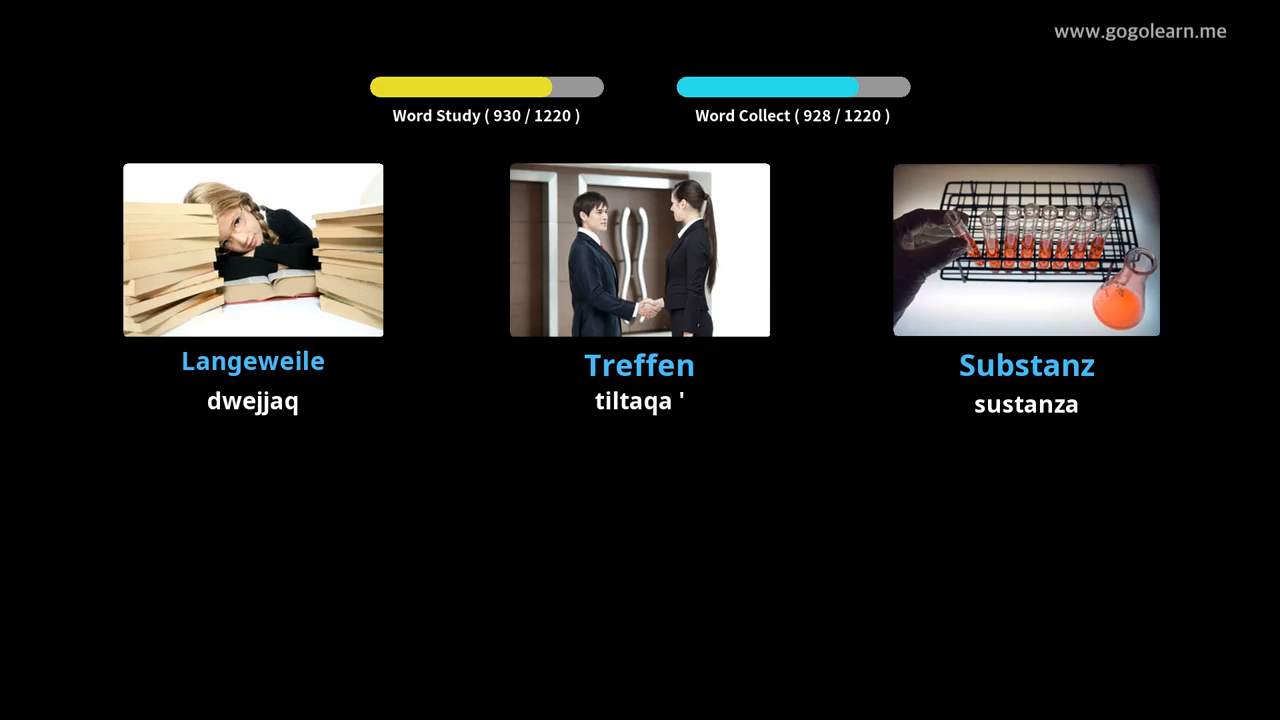 www.gogolearn.me
Word Study ( 930 / 1220 )
Word Collect ( 928 / 1220 )
Langeweile
dwejjaq
Treffen
tiltaqa '
Substanz
sustanza